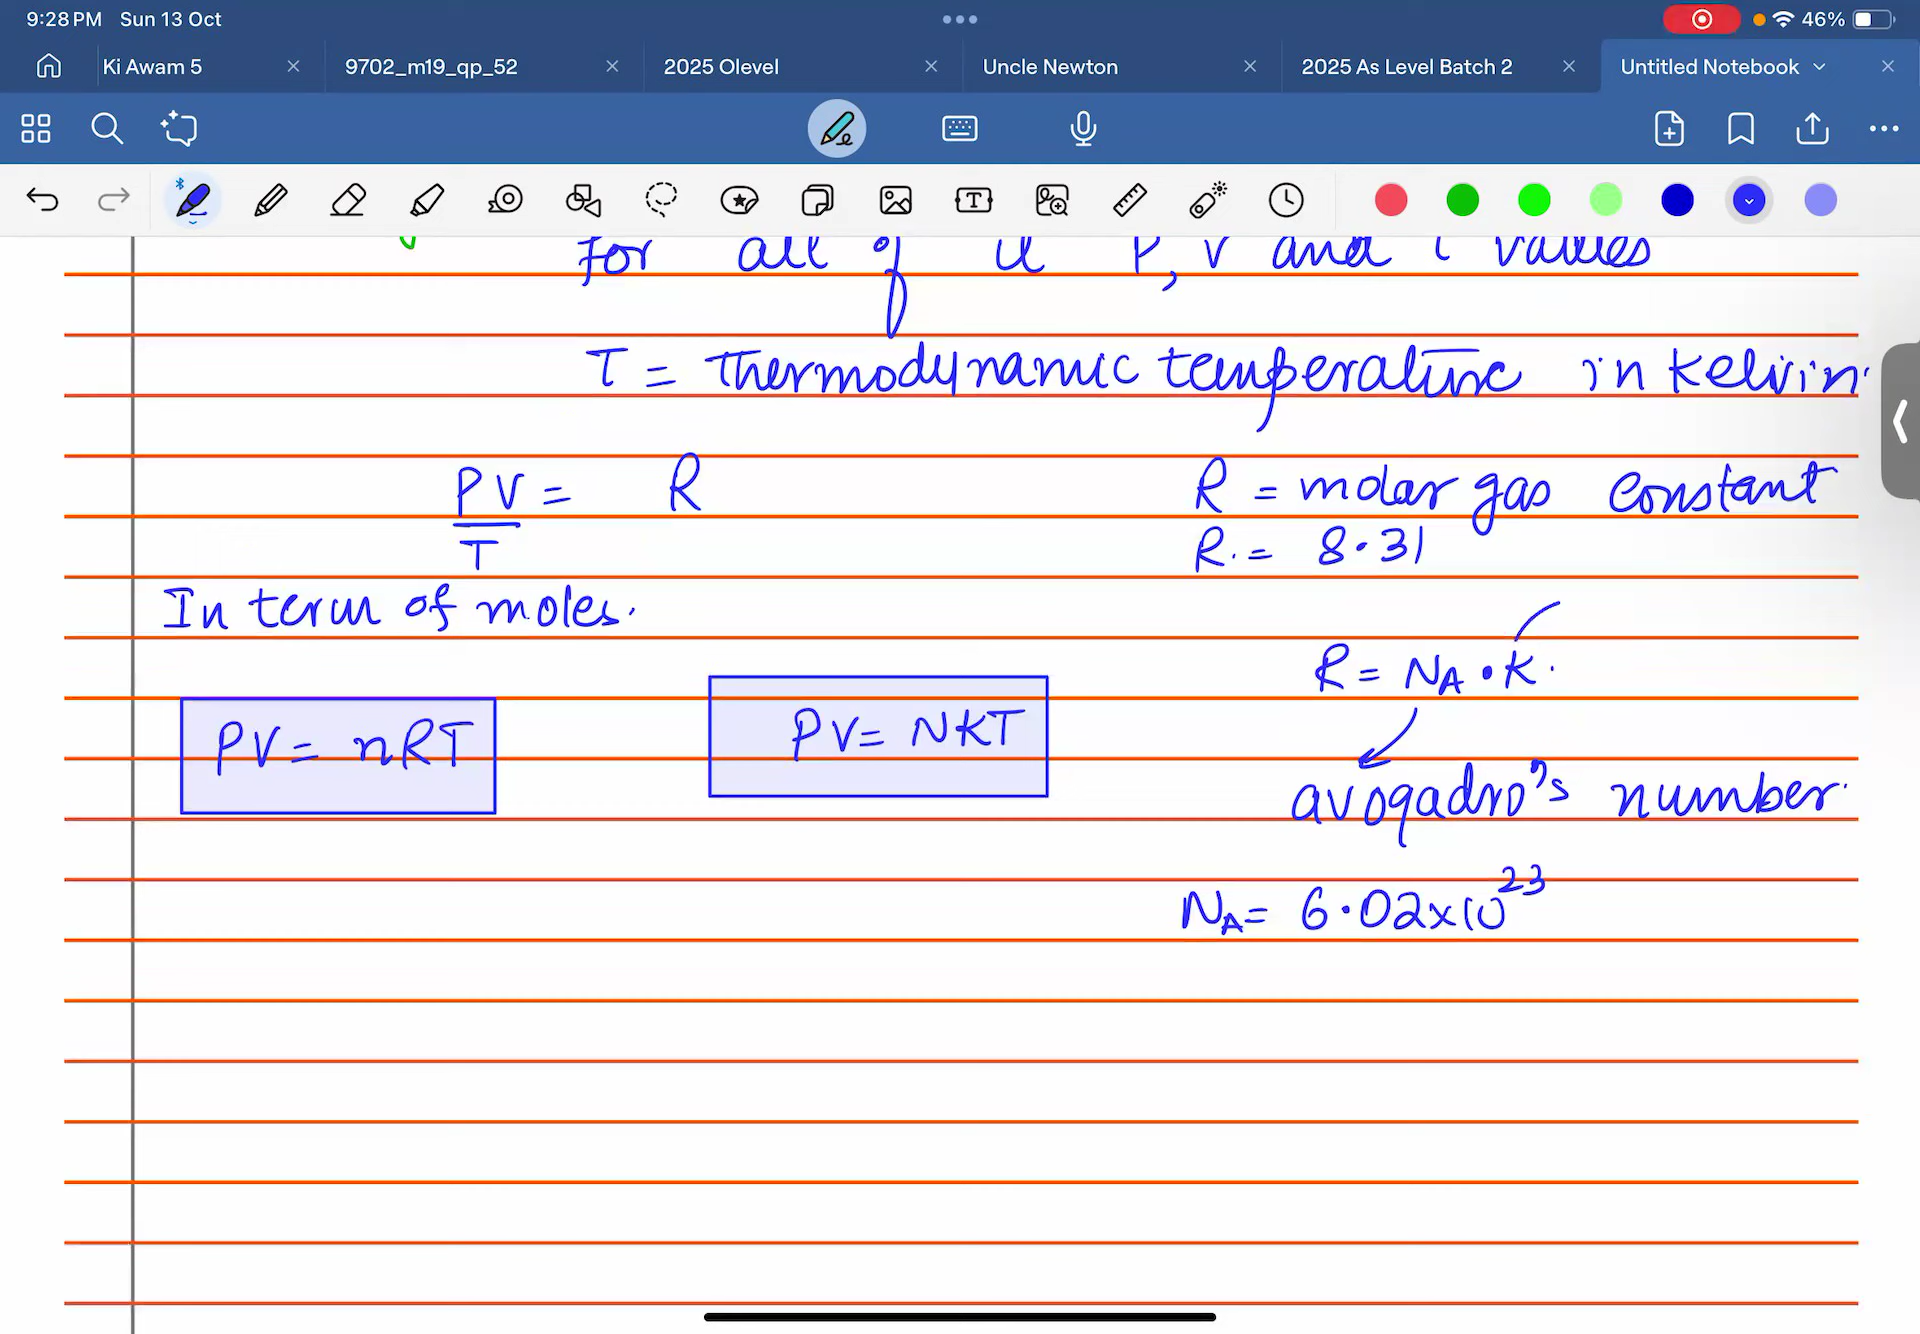 9:28 PM Sun 13 Oct
46%
Ki Awam 5
9702_m19_qp_52
2025 Olevel
Uncle Newton
2025 As Level Batch 2
Untitled Notebook
for all of it P, V and T values
T = thermodynamic temperature in Kelvin.
PV = R
T
R = molar gas constant
R. = 8.31
In term of moles.
R = NA . K.
PV = nRT
PV = NKT
avogadro's number.
NA = 6.02x10^23